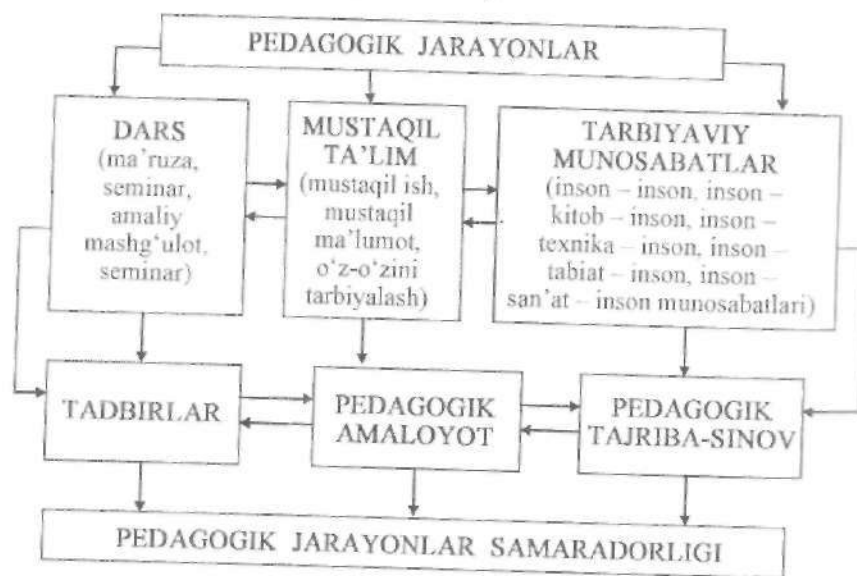 PEDAGOGIK JARAYONLAR
DARS
(ma’ruza,
seminar,
amaliy
mashg‘ulot,
seminar)
MUSTAQIL
TA’LIM
(mustaqil ish,
mustaqil
ma’lumot,
o‘z-o‘zini
tarbiyalash)
TARBIYAVIY
MUNOSABATLAR
(inson – inson, inson –
kitob – inson, inson –
texnika – inson, inson –
tabiat – inson, inson –
san’at – inson munosabatlari)
TADBIRLAR
PEDAGOGIK
AMALOYOT
PEDAGOGIK
TAJRIBA-SINOV
PEDAGOGIK JARAYONLAR SAMARADORLIGI